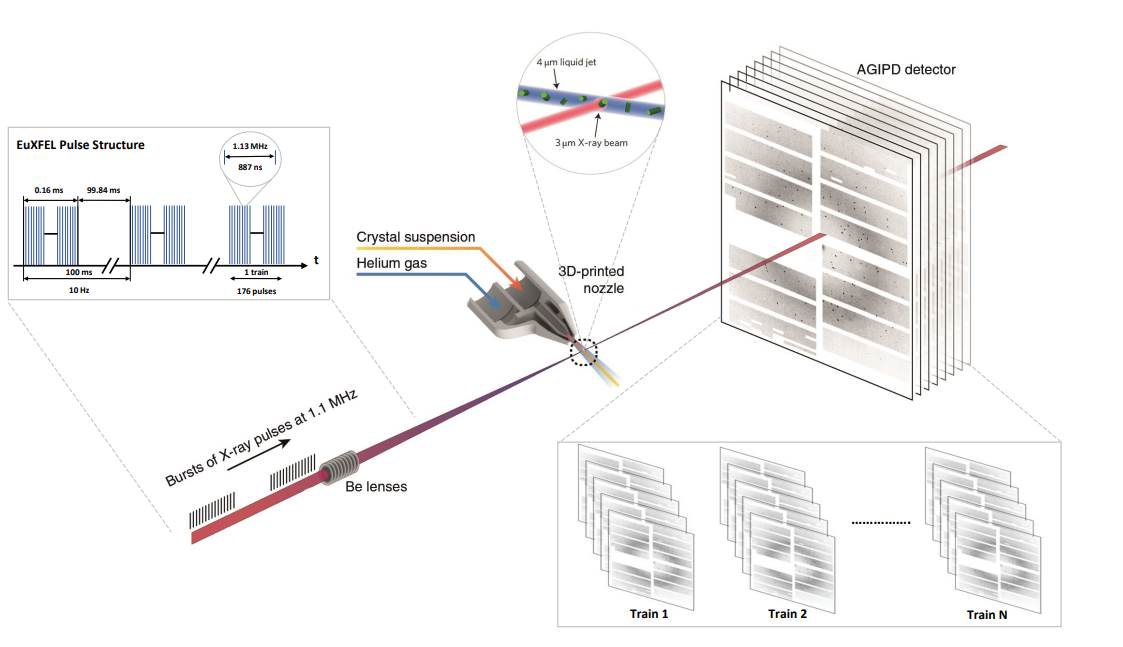 EuXFEL Pulse Structure
1.13 MHz
887 ns
0.16 ms
99.84 ms
100 ms
10 Hz
1 train
176 pulses
t
4 µm liquid jet
3 µm X-ray beam
AGIPD detector
Crystal suspension
Helium gas
3D-printed
nozzle
Bursts of X-ray pulses at 1.1 MHz
Be lenses
Train 1
Train 2
................
Train N